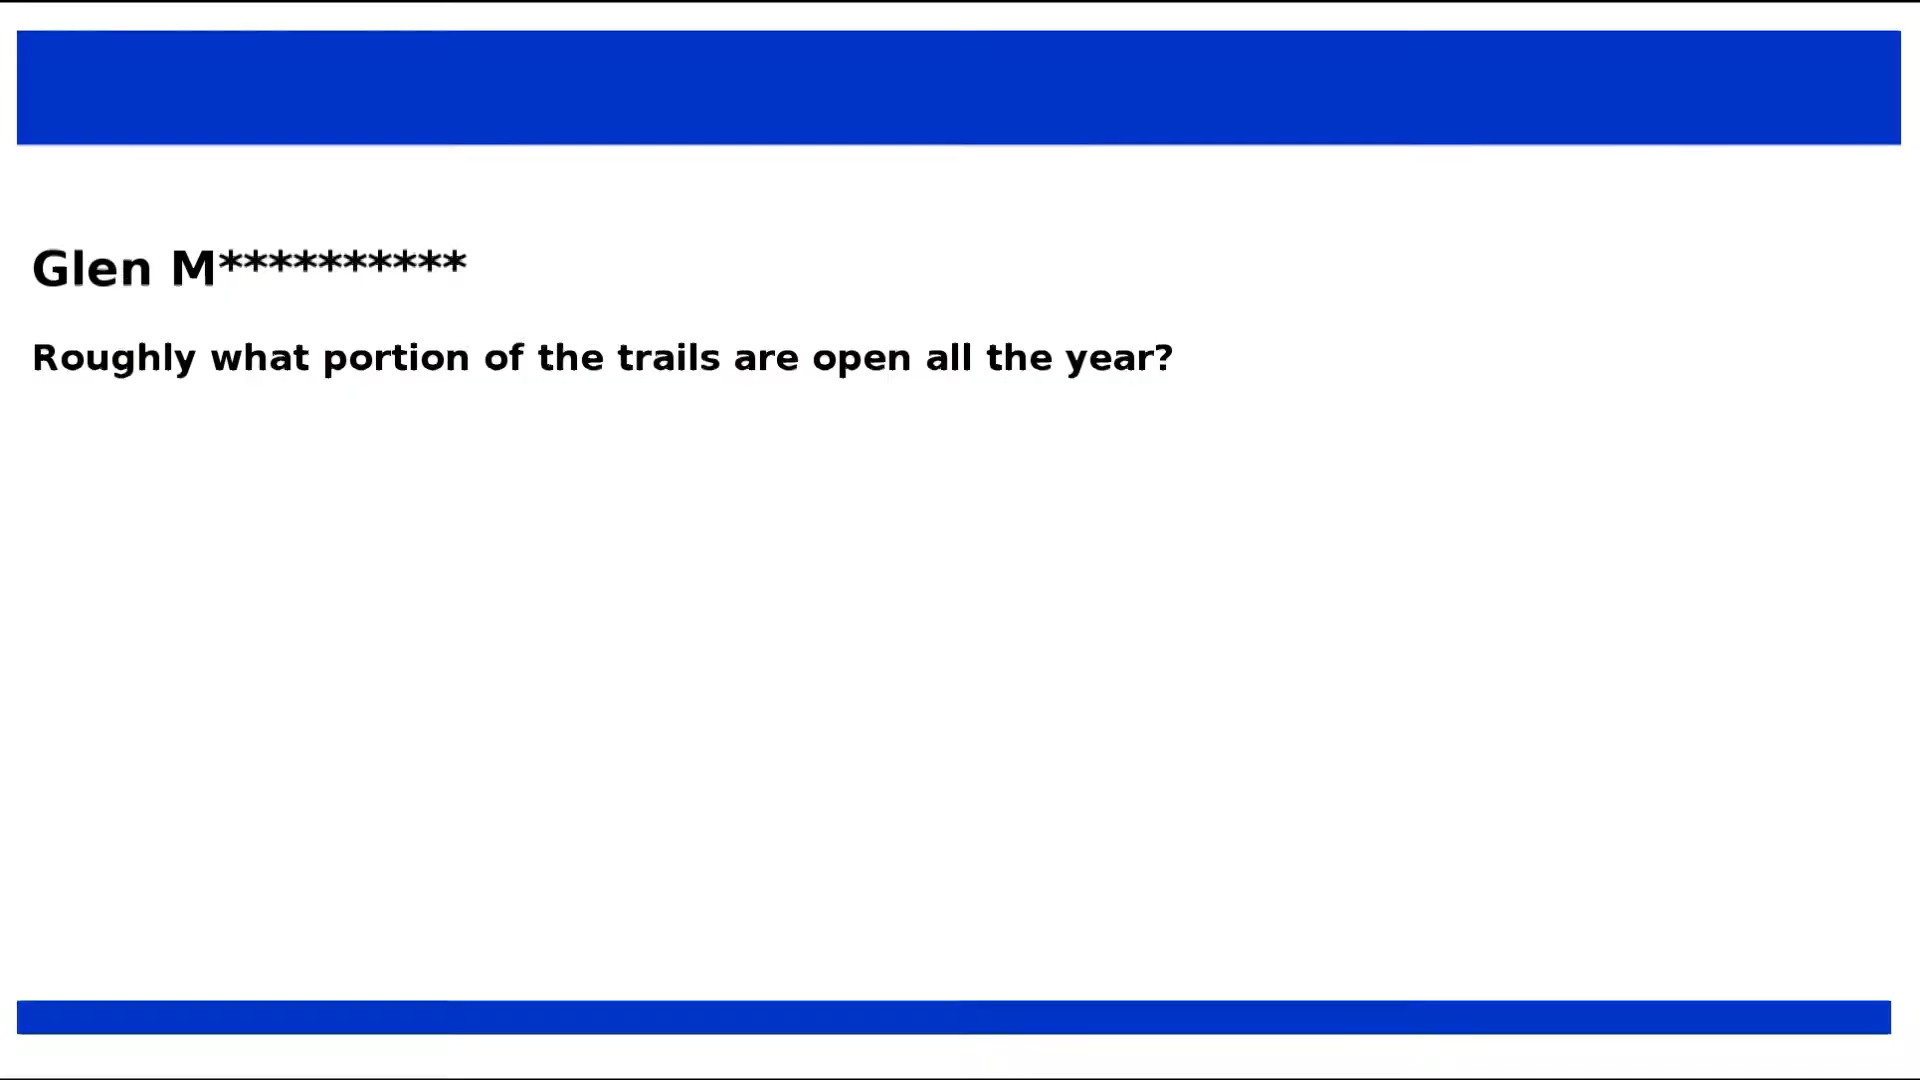 Glen M**********
Roughly what portion of the trails are open all the year?